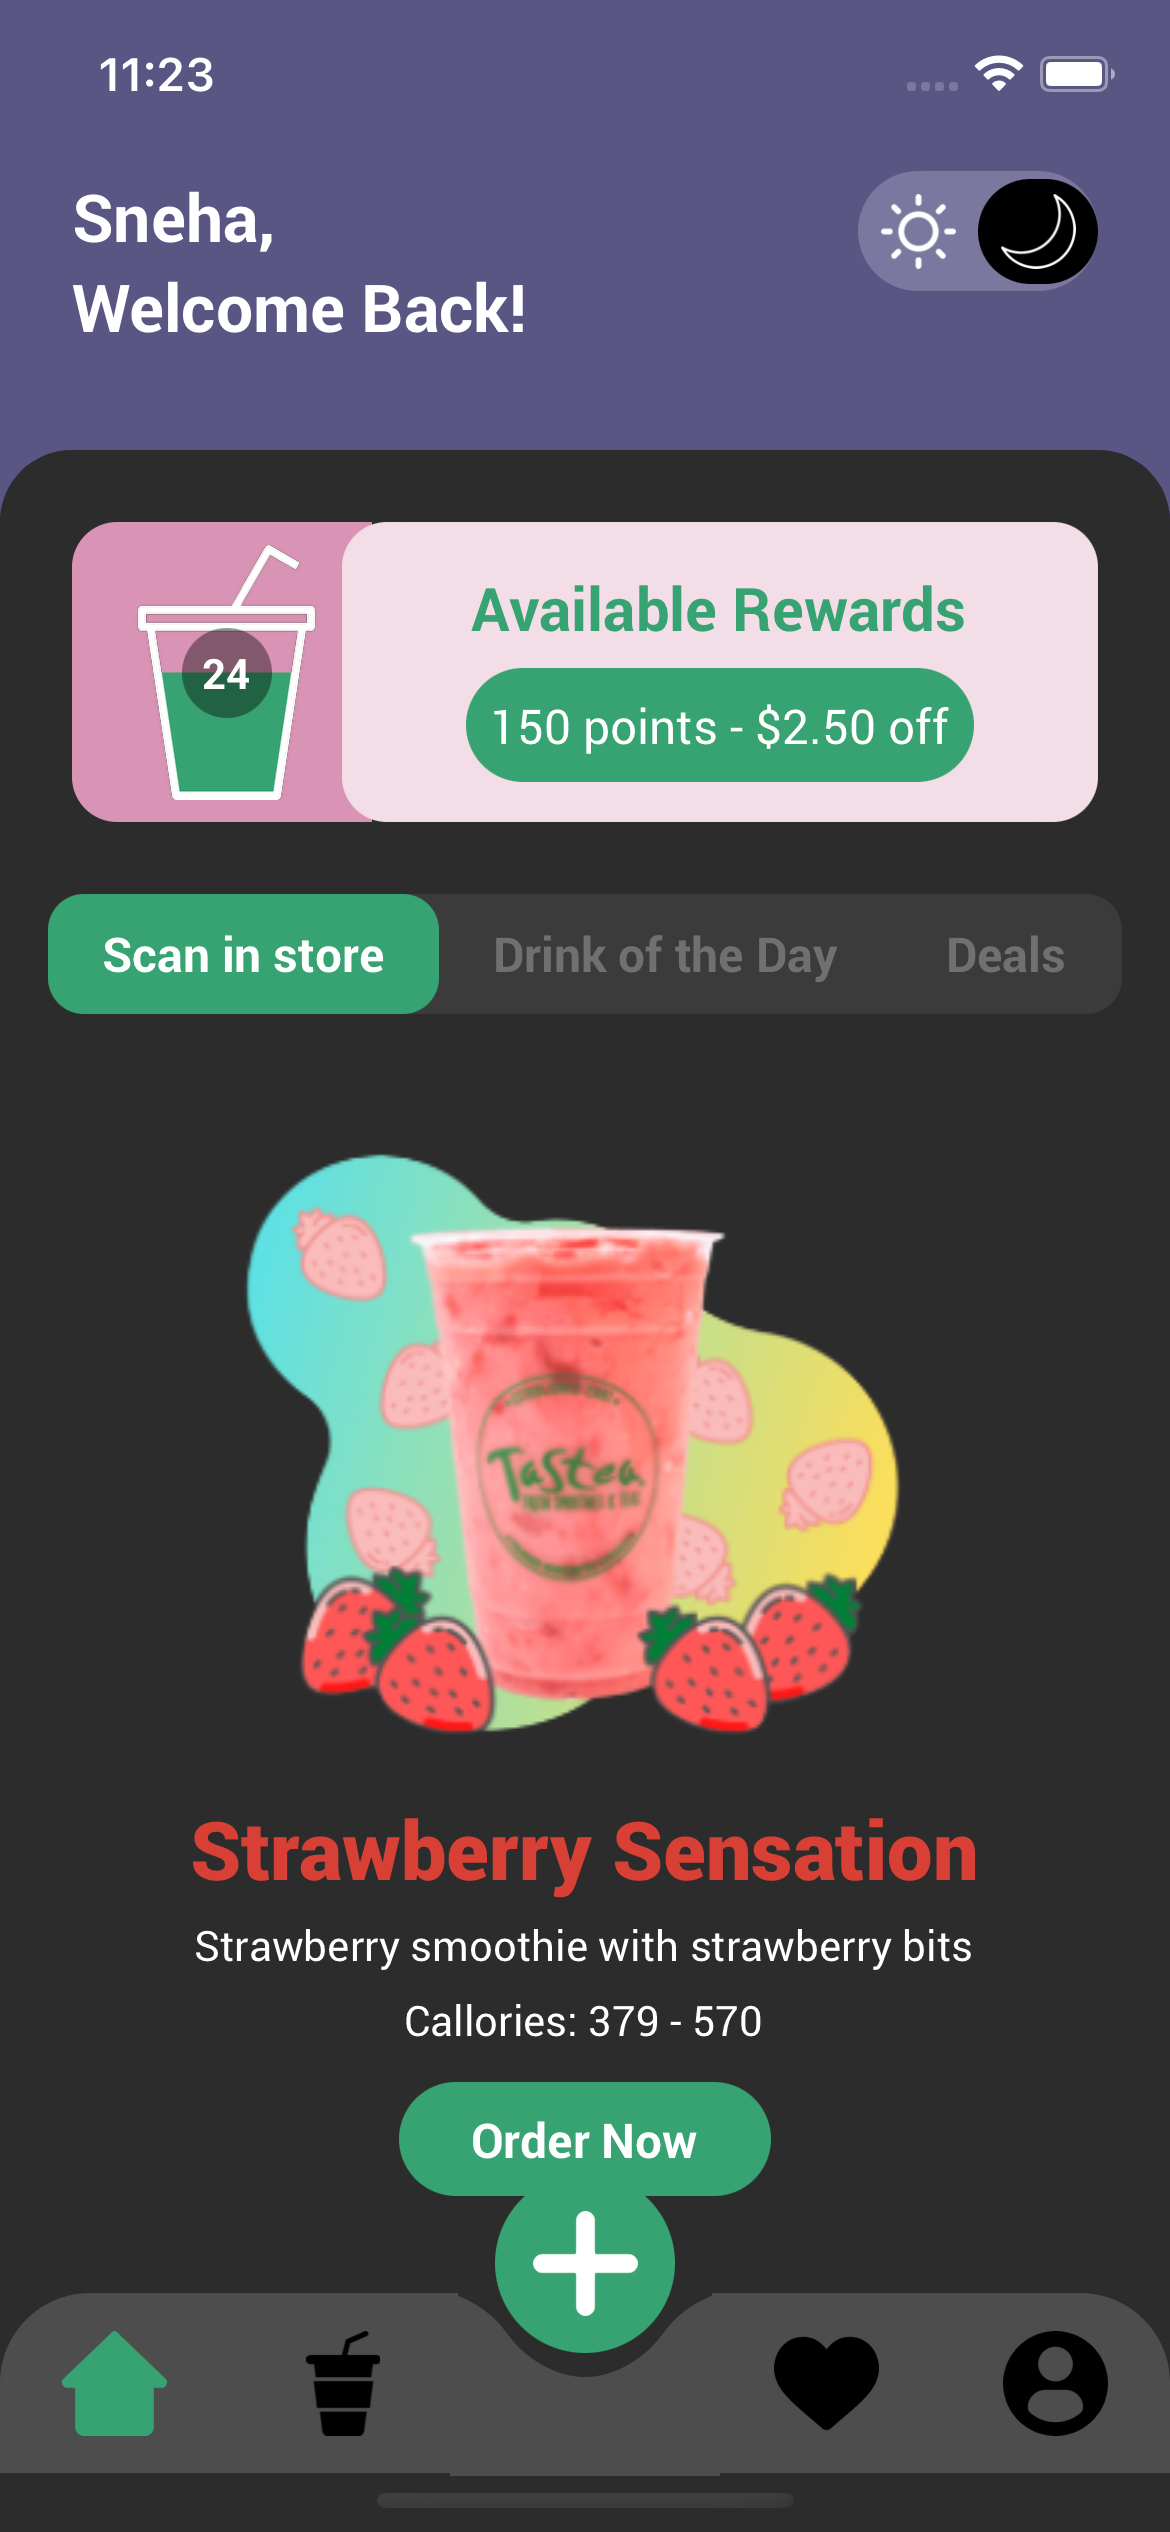 11:23
Sneha,
Welcome Back!
24
Available Rewards
150 points - $2.50 off
Scan in store
Drink of the Day
Deals
Tastea
Strawberry Sensation
Strawberry smoothie with strawberry bits
Callories: 379 - 570
Order Now